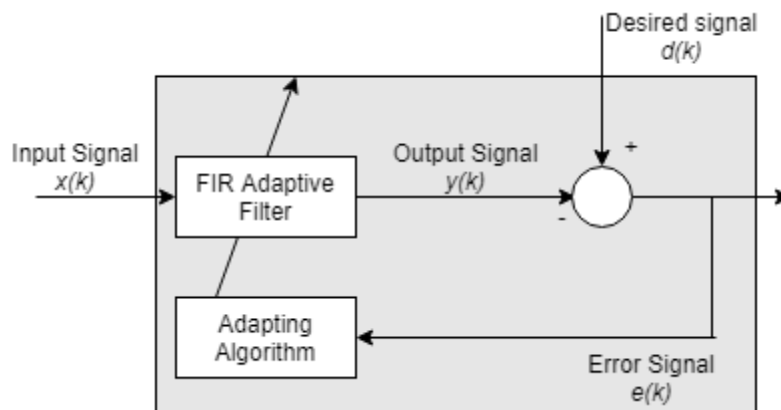 Desired signal
d(k)
Input Signal
x(k)
FIR Adaptive
Filter
Output Signal
y(k)
+
-
Adapting
Algorithm
Error Signal
e(k)